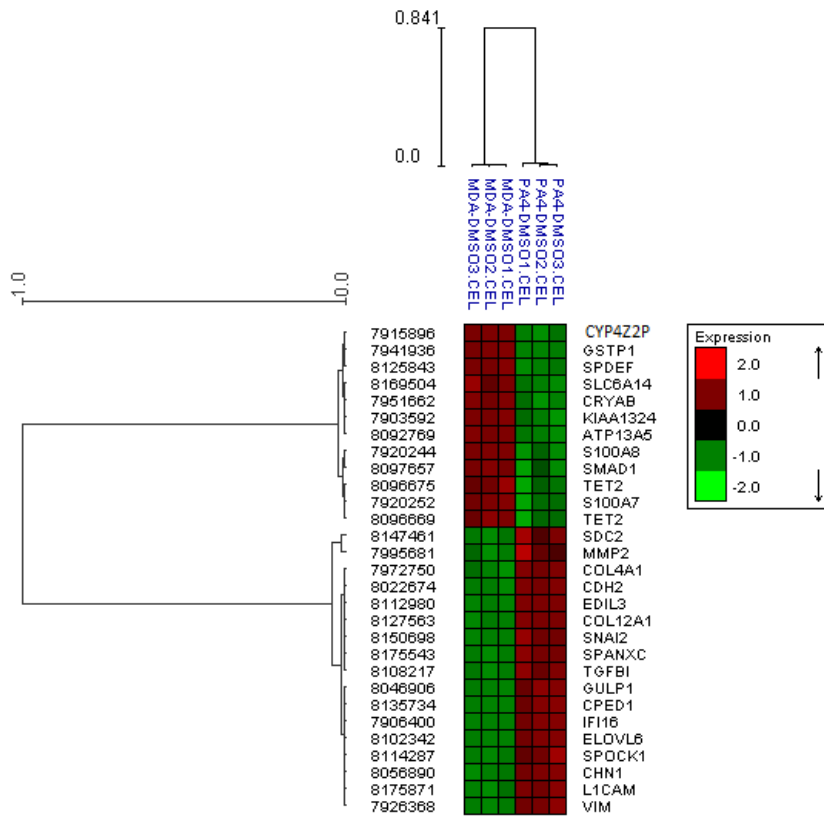 0.841
0.0
MDA-DMSO3.CEL
MDA-DMSO2.CEL
MDA-DMSO1.CEL
PA4-DMSO1.CEL
PA4-DMSO2.CEL
PA4-DMSO3.CEL
1.0
0.0
7915896 CYP4Z2P
7941936 GSTP1
8125843 SPDEF
8169504 SLC6A14
7951662 CRYAB
7903592 KIAA1324
8092769 ATP13A5
7920244 S100A8
8097657 SMAD1
8096675 TET2
7920252 S100A7
8096669 TET2
8147461 SDC2
7995681 MMP2
7972750 COL4A1
8022674 CDH2
8112980 EDIL3
8127563 COL12A1
8150698 SNAI2
8175543 SPANXC
8108217 TGFBI
8046906 GULP1
8135734 CPED1
7906400 IFI16
8102342 ELOVL6
8114287 SPOCK1
8056890 CHN1
8175871 L1CAM
7926368 VIM
Expression
2.0
1.0
0.0
-1.0
-2.0